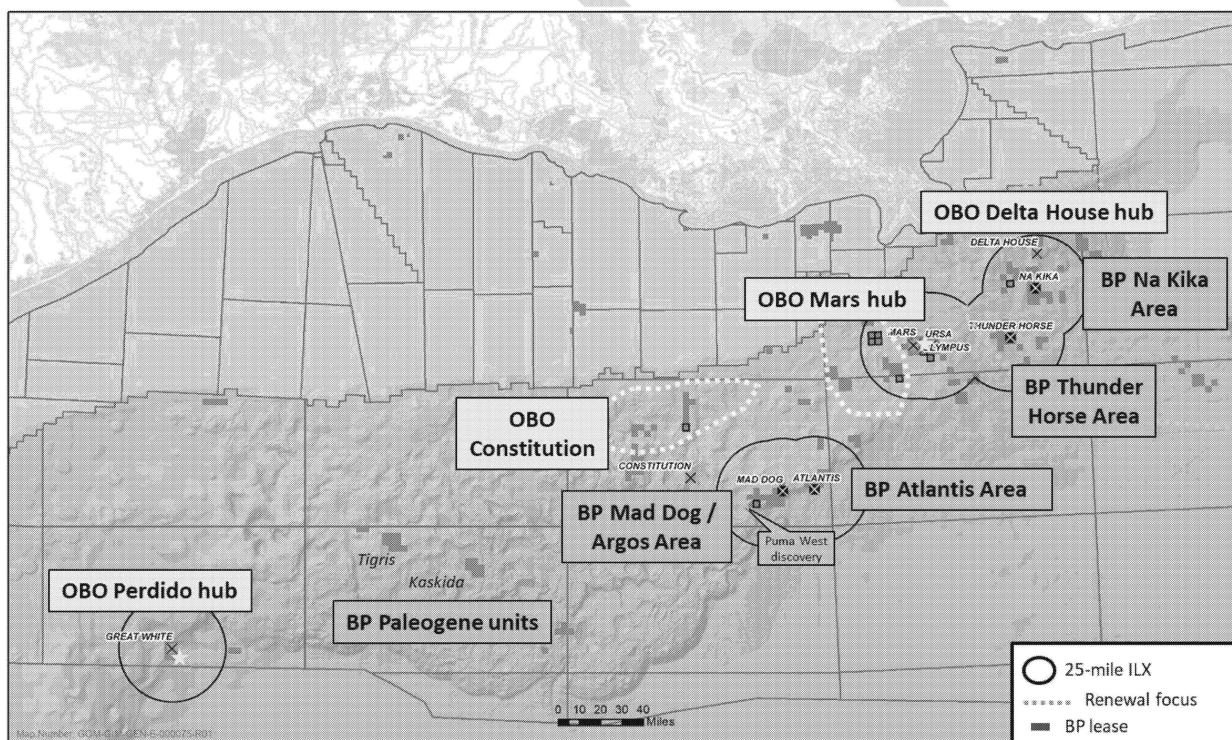 OBO Delta House hub
DELTA HOUSE
NA KIKA
BP Na Kika
Area
OBO Mars hub
MARS
URSA
THUNDER HORSE
LYMPUS
BP Thunder
Horse Area
OBO
Constitution
CONSTITUTION
MAD DOG
ATLANTIS
BP Atlantis Area
BP Mad Dog /
Argos Area
Puma West
discovery
Tigris
Kaskida
OBO Perdido hub
BP Paleogene units
GREAT WHITE
25-mile ILX
Renewal focus
BP lease
0 5 10 20 30 40
Miles